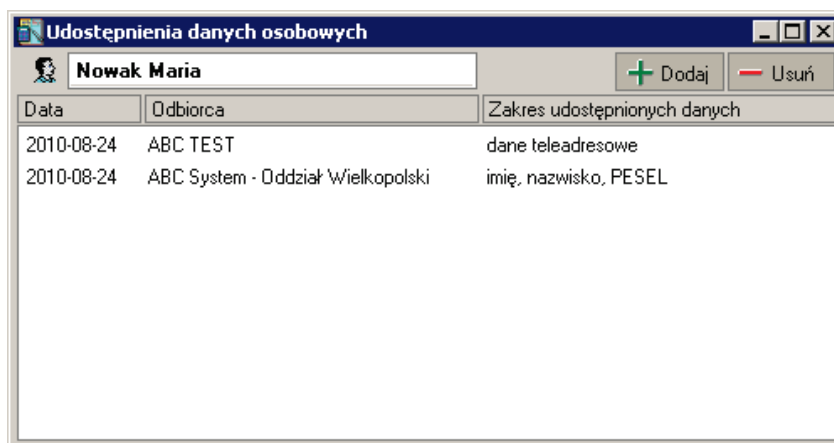 Udostępnienia danych osobowych
Nowak Maria
Dodaj
Usuń
Data Odbiorca Zakres udostępnionych danych
2010-08-24 ABC TEST dane teleadresowe
2010-08-24 ABC System - Oddział Wielkopolski imię, nazwisko, PESEL